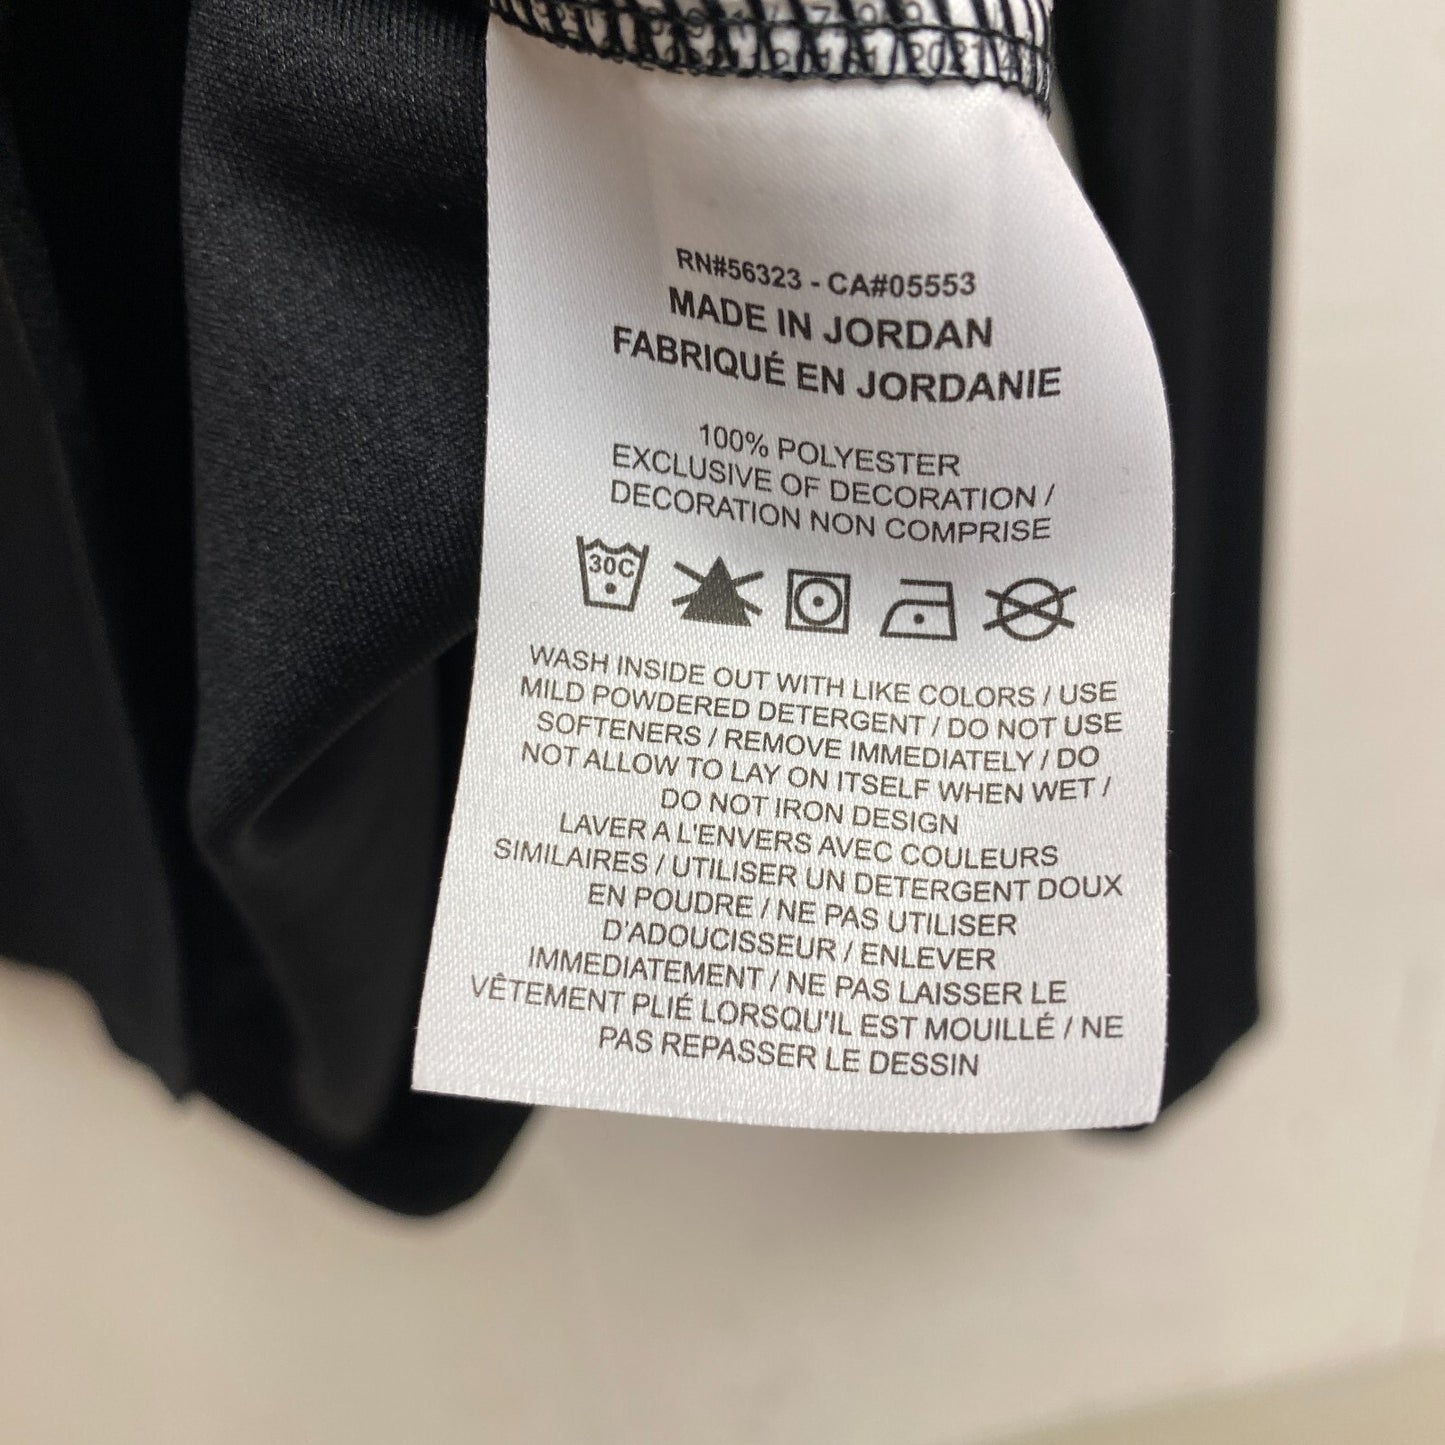 RN#56323 - CA#05553
MADE IN JORDAN
FABRIQUÉ EN JORDANIE
100% POLYESTER
EXCLUSIVE OF DECORATION /
DECORATION NON COMPRISE
30C
WASH INSIDE OUT WITH LIKE COLORS / USE
MILD POWDERED DETERGENT / DO NOT USE
SOFTENERS / REMOVE IMMEDIATELY / DO
NOT ALLOW TO LAY ON ITSELF WHEN WET /
DO NOT IRON DESIGN
LAVER A L'ENVERS AVEC COULEURS
SIMILAIRES / UTILISER UN DETERGENT DOUX
EN POUDRE / NE PAS UTILISER
D'ADOUCISSEUR / ENLEVER
IMMEDIATEMENT / NE PAS LAISSER LE
VÊTEMENT PLIÉ LORSQU'IL EST MOUILLÉ / NE
PAS REPASSER LE DESSIN